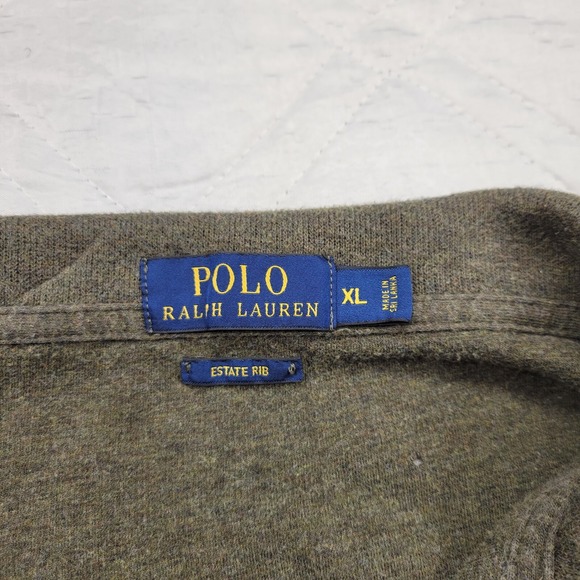 POLO
RALPH LAUREN
XL
MADE IN
SRI LANKA
ESTATE RIB